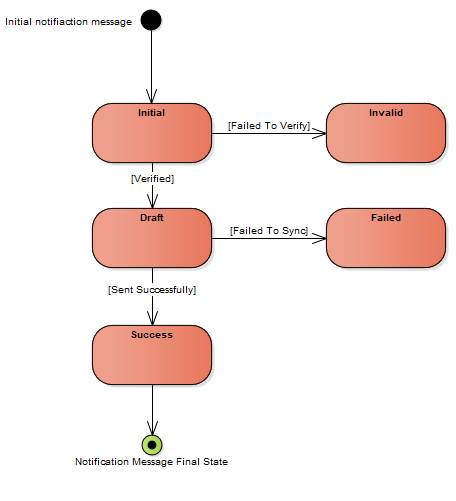 Initial notifiaction message
Initial
[Failed To Verify]
Invalid
[Verified]
Draft
[Failed To Sync]
Failed
[Sent Successfully]
Success
Notification Message Final State